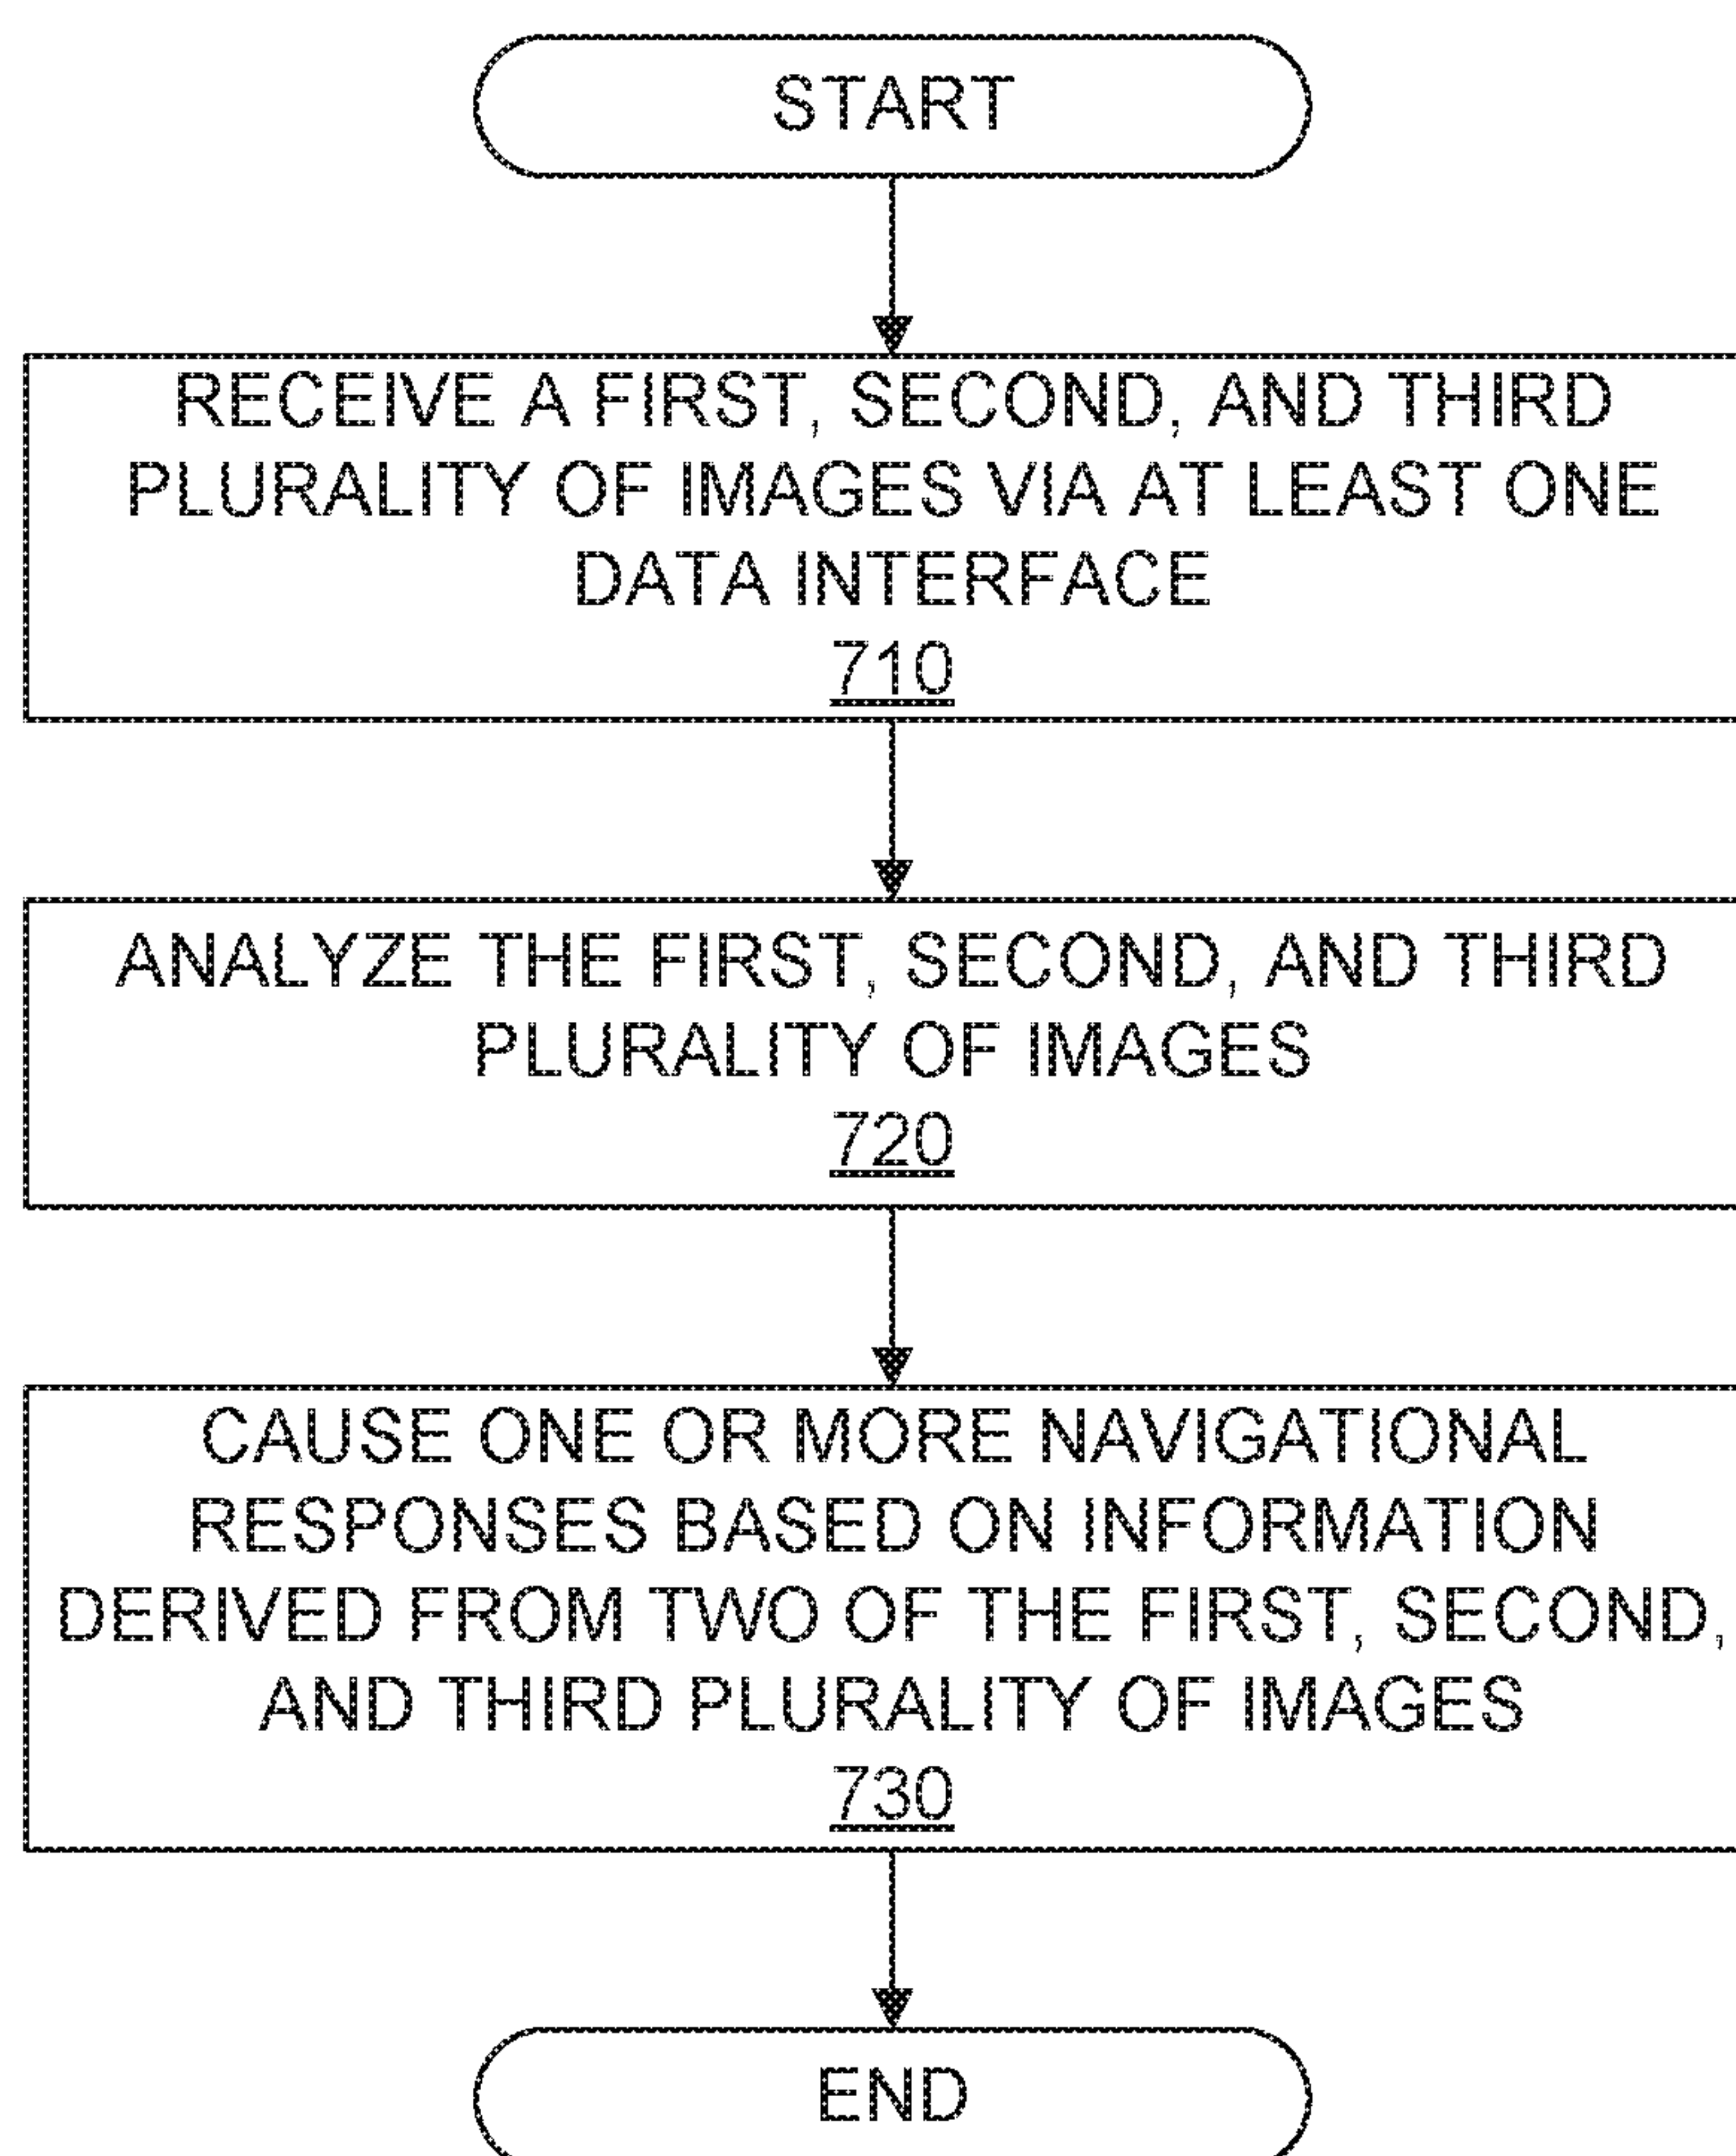 START
RECEIVE A FIRST, SECOND, AND THIRD
PLURALITY OF IMAGES VIA AT LEAST ONE
DATA INTERFACE
710
ANALYZE THE FIRST, SECOND, AND THIRD
PLURALITY OF IMAGES
720
CAUSE ONE OR MORE NAVIGATIONAL
RESPONSES BASED ON INFORMATION
DERIVED FROM TWO OF THE FIRST, SECOND,
AND THIRD PLURALITY OF IMAGES
730
END